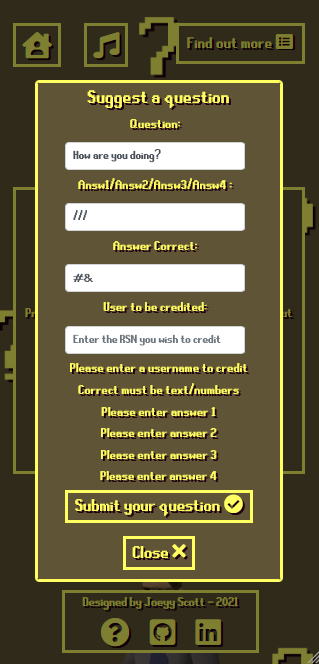 Find out more
Suggest a question
Question:
How are you doing?
Answ1/Answ2/Answ3/Answ4 :
///
Answer Correct:
#&
User to be credited:
Enter the RSN you wish to credit
Please enter a username to credit
Correct must be text/numbers
Please enter answer 1
Please enter answer 2
Please enter answer 3
Please enter answer 4
Submit your question
Close
Designed by Joeyy Scott - 2021